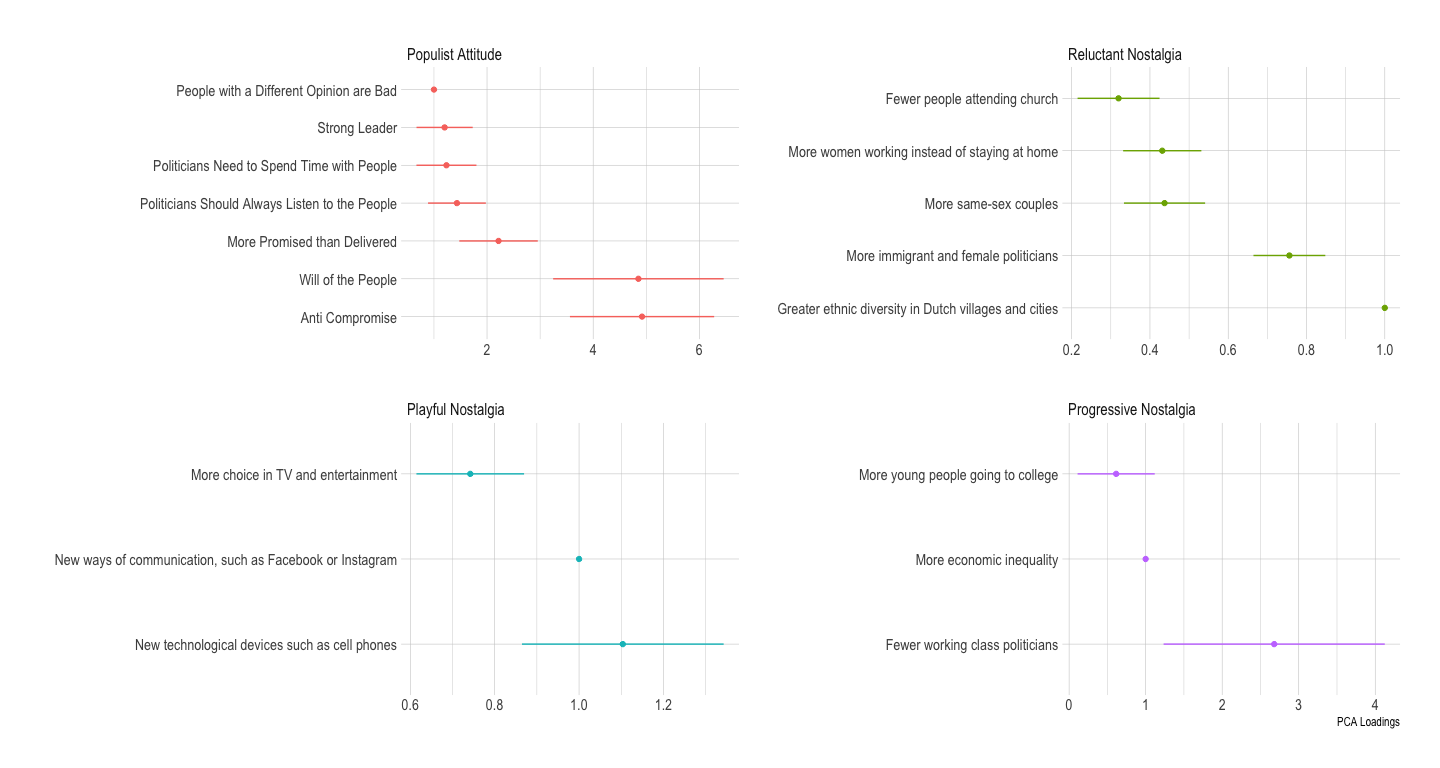 Populist Attitude
People with a Different Opinion are Bad
Strong Leader
Politicians Need to Spend Time with People
Politicians Should Always Listen to the People
More Promised than Delivered
Will of the People
Anti Compromise
2 4 6
Reluctant Nostalgia
Fewer people attending church
More women working instead of staying at home
More same-sex couples
More immigrant and female politicians
Greater ethnic diversity in Dutch villages and cities
0.2 0.4 0.6 0.8 1.0
Playful Nostalgia
More choice in TV and entertainment
New ways of communication, such as Facebook or Instagram
New technological devices such as cell phones
0.6 0.8 1.0 1.2
Progressive Nostalgia
More young people going to college
More economic inequality
Fewer working class politicians
0 1 2 3 4
PCA Loadings